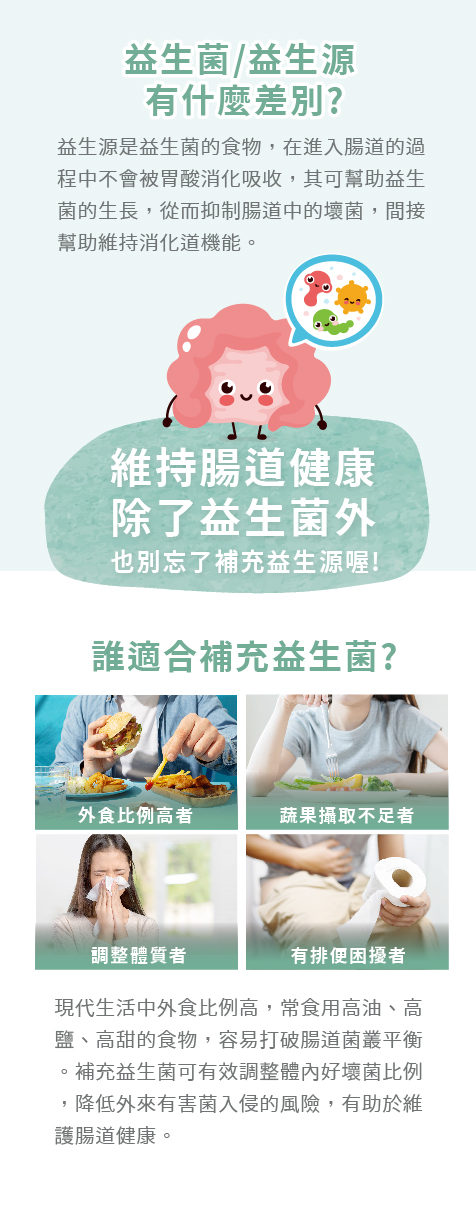 益生菌/益生源
有什麼差別?
益生源是益生菌的食物，在進入腸道的過
程中不會被胃酸消化吸收，其可幫助益生
菌的生長，從而抑制腸道中的壞菌，間接
幫助維持消化道機能。
維持腸道健康
除了益生菌外
也別忘了補充益生源喔!
誰適合補充益生菌?
外食比例高者
蔬果攝取不足者
調整體質者
有排便困擾者
現代生活中外食比例高，常食用高油、高
鹽、高甜的食物，容易打破腸道菌叢平衡
。補充益生菌可有效調整體內好壞菌比例
，降低外來有害菌入侵的風險，有助於維
護腸道健康。